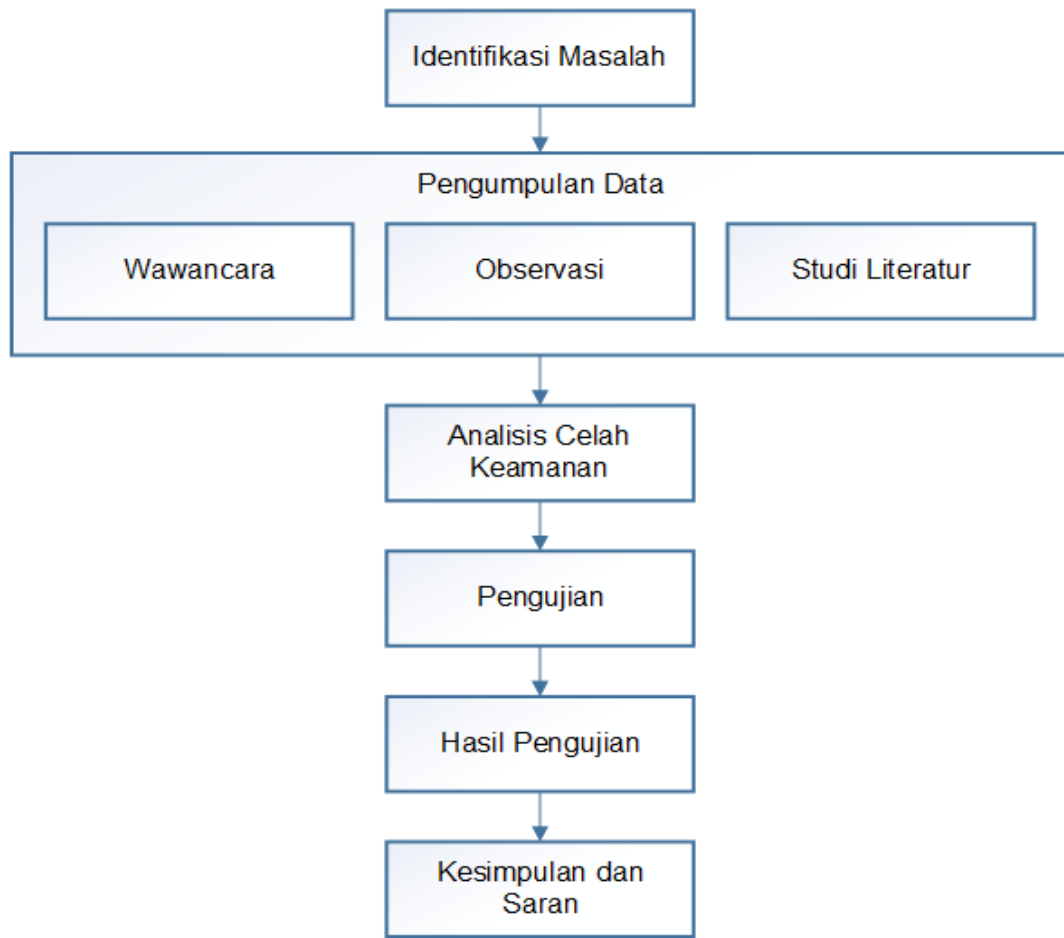 Identifikasi Masalah
Pengumpulan Data
Wawancara
Observasi
Studi Literatur
Analisis Celah
Keamanan
Pengujian
Hasil Pengujian
Kesimpulan dan
Saran